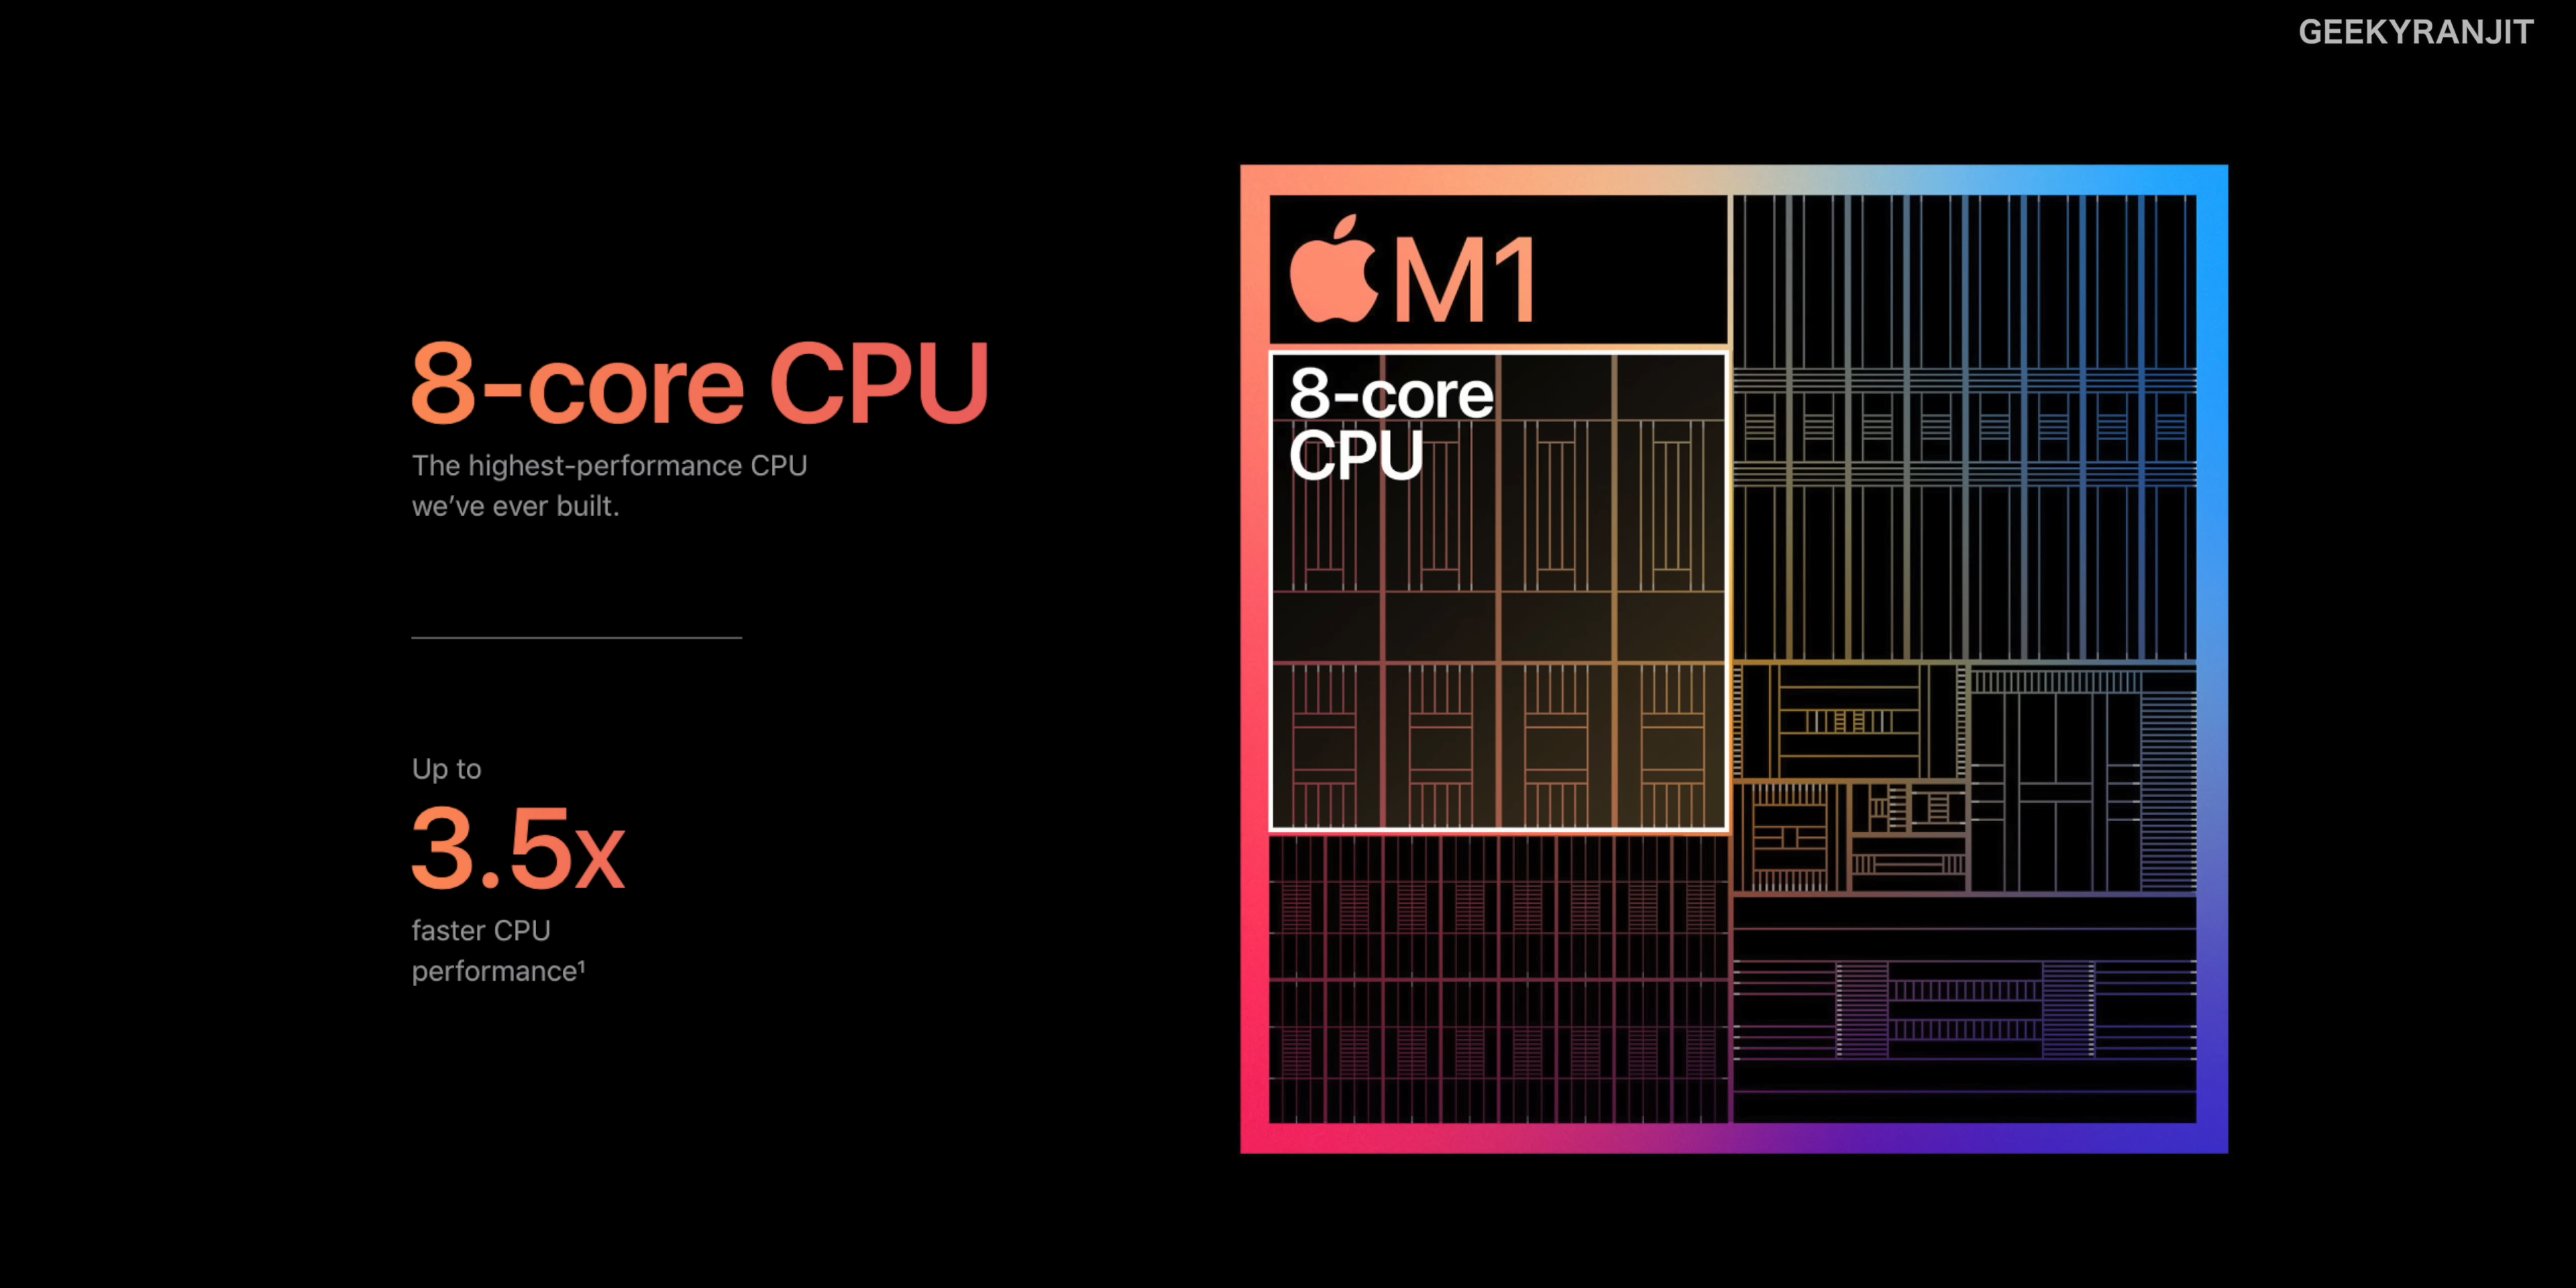 GEEKYRANJIT
8-core CPU
The highest-performance CPU
we’ve ever built.
Up to
3.5x
faster CPU
performance¹
M1
8-core
CPU